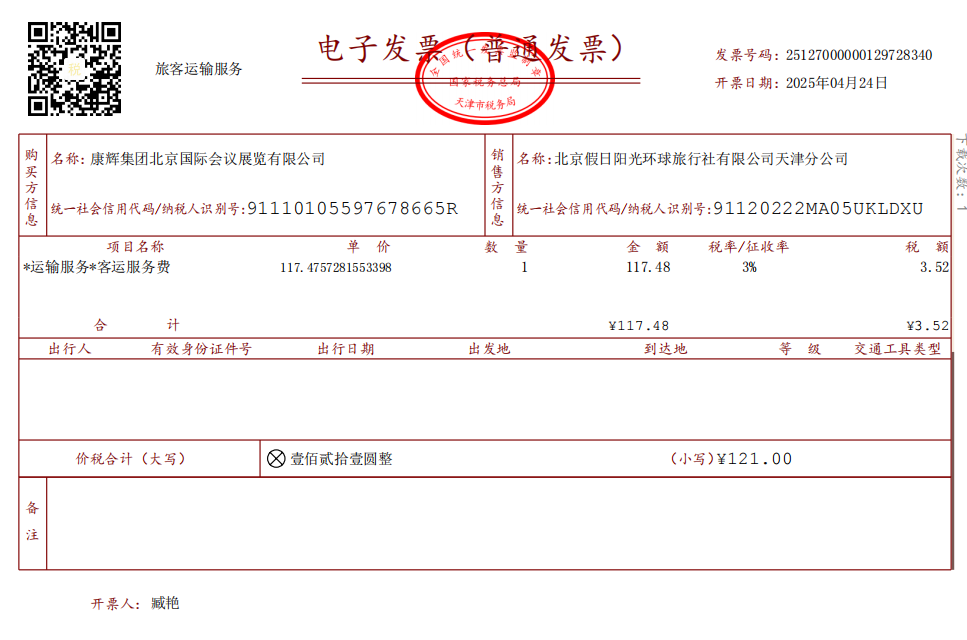 电子发票（普通发票）
旅客运输服务
全国统一发票监制章
国家税务总局
天津市税务局
发票号码：25127000000129728340
开票日期：2025年04月24日
下载次数：1
购买方信息
名称：康辉集团北京国际会议展览有限公司
统一社会信用代码/纳税人识别号:91110105597678665R
销售方信息
名称:北京假日阳光环球旅行社有限公司天津分公司
统一社会信用代码/纳税人识别号:91120222MA05UKLDXU
项目名称 单 价 数 量 金 额 税率/征收率 税 额
*运输服务*客运服务费 117.4757281553398 1 117.48 3% 3.52
合 计 ¥117.48 ¥3.52
出行人 有效身份证件号 出行日期 出发地 到达地 等 级 交通工具类型
价税合计（大写） ⊗壹佰贰拾壹圆整 （小写）¥121.00
备注
开票人： 臧艳